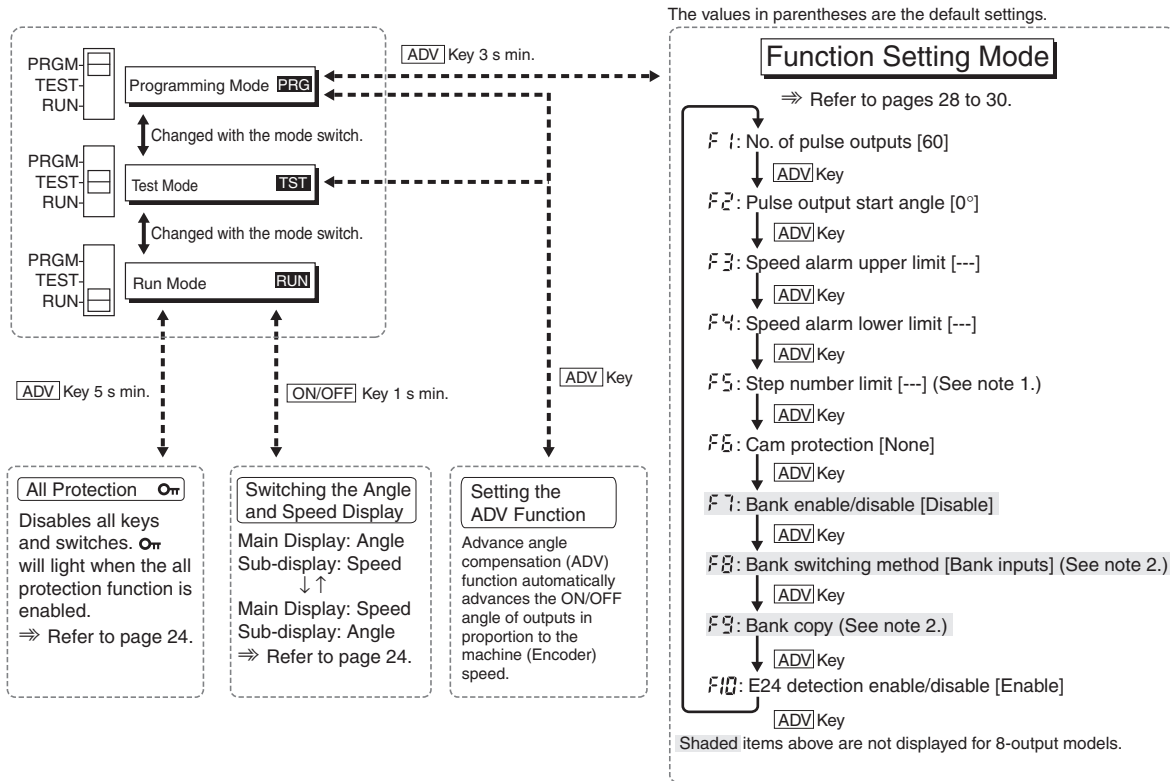 The values in parentheses are the default settings.
PRGM
TEST
RUN
Programming Mode PRG
ADV Key 3 s min.
Changed with the mode switch.
PRGM
TEST
RUN
Test Mode TST
Changed with the mode switch.
PRGM
TEST
RUN
Run Mode RUN
ADV Key 5 s min.
ON/OFF Key 1 s min.
ADV Key
All Protection
Disables all keys
and switches.
will light when the all
protection function is
enabled.
⇒ Refer to page 24.
Switching the Angle
and Speed Display
Main Display: Angle
Sub-display: Speed
↓↑
Main Display: Speed
Sub-display: Angle
⇒ Refer to page 24.
Setting the
ADV Function
Advance angle
compensation (ADV)
function automatically
advances the ON/OFF
angle of outputs in
proportion to the
machine (Encoder)
speed.
Function Setting Mode
⇒ Refer to pages 28 to 30.
F1: No. of pulse outputs [60]
ADV Key
F2: Pulse output start angle [0°]
ADV Key
F3: Speed alarm upper limit [---]
ADV Key
F4: Speed alarm lower limit [---]
ADV Key
F5: Step number limit [---] (See note 1.)
ADV Key
F6: Cam protection [None]
ADV Key
F7: Bank enable/disable [Disable]
ADV Key
F8: Bank switching method [Bank inputs] (See note 2.)
ADV Key
F9: Bank copy (See note 2.)
ADV Key
F10: E24 detection enable/disable [Enable]
ADV Key
Shaded items above are not displayed for 8-output models.